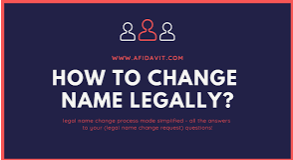 WWW.AFIDAVIT.COM
HOW TO CHANGE
NAME LEGALLY?
legal name change process made simplified - all the answers
to your (legal name change request) questions!